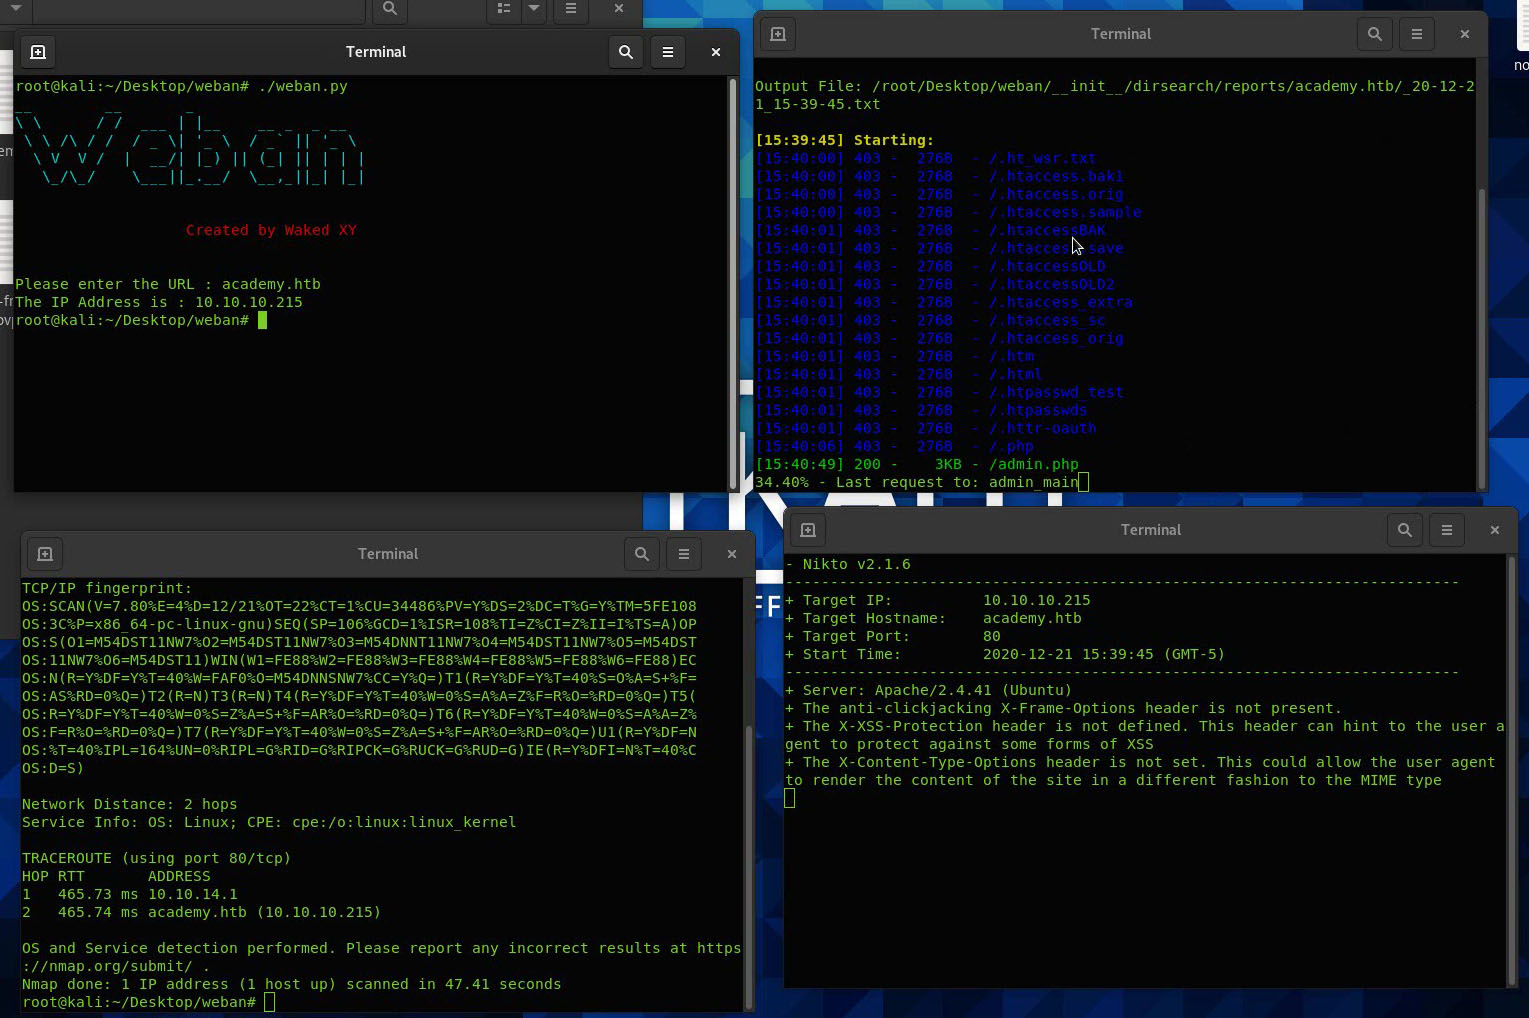 Terminal
root@kali:~/Desktop/weban# ./weban.py
Weban
Created by Waked XY
Please enter the URL : academy.htb
The IP Address is : 10.10.10.215
root@kali:~/Desktop/weban#
Terminal
Output File: /root/Desktop/weban/__init__/dirsearch/reports/academy.htb/_20-12-2
1_15-39-45.txt
[15:39:45] Starting:
[15:40:00] 403 -  276B  - /.ht_wsr.txt
[15:40:00] 403 -  276B  - /.htaccess.bak1
[15:40:00] 403 -  276B  - /.htaccess.orig
[15:40:00] 403 -  276B  - /.htaccess.sample
[15:40:01] 403 -  276B  - /.htaccessBAK
[15:40:01] 403 -  276B  - /.htaccess.save
[15:40:01] 403 -  276B  - /.htaccessOLD
[15:40:01] 403 -  276B  - /.htaccessOLD2
[15:40:01] 403 -  276B  - /.htaccess_extra
[15:40:01] 403 -  276B  - /.htaccess_sc
[15:40:01] 403 -  276B  - /.htaccess_orig
[15:40:01] 403 -  276B  - /.htm
[15:40:01] 403 -  276B  - /.html
[15:40:01] 403 -  276B  - /.htpasswd_test
[15:40:01] 403 -  276B  - /.htpasswds
[15:40:01] 403 -  276B  - /.httr-oauth
[15:40:06] 403 -  276B  - /.php
[15:40:49] 200 -    3KB - /admin.php
34.40% - Last request to: admin_main
Terminal
TCP/IP fingerprint:
OS:SCAN(V=7.80%E=4%D=12/21%OT=22%CT=1%CU=34486%PV=Y%DS=2%DC=T%G=Y%TM=5FE108
OS:3C%P=x86_64-pc-linux-gnu)SEQ(SP=106%GCD=1%ISR=108%TI=Z%CI=Z%II=I%TS=A)OP
OS:S(O1=M54DST11NW7%O2=M54DST11NW7%O3=M54DNNT11NW7%O4=M54DST11NW7%O5=M54DST
OS:11NW7%O6=M54DST11)WIN(W1=FE88%W2=FE88%W3=FE88%W4=FE88%W5=FE88%W6=FE88)EC
OS:N(R=Y%DF=Y%T=40%W=FAF0%O=M54DNNSNW7%CC=Y%Q=)T1(R=Y%DF=Y%T=40%S=O%A=S+%F=
OS:AS%RD=0%Q=)T2(R=N)T3(R=N)T4(R=Y%DF=Y%T=40%W=0%S=A%A=Z%F=R%O=%RD=0%Q=)T5(
OS:R=Y%DF=Y%T=40%W=0%S=Z%A=S+%F=AR%O=%RD=0%Q=)T6(R=Y%DF=Y%T=40%W=0%S=A%A=Z%
OS:F=R%O=%RD=0%Q=)T7(R=Y%DF=Y%T=40%W=0%S=Z%A=S+%F=AR%O=%RD=0%Q=)U1(R=Y%DF=N
OS:%T=40%IPL=164%UN=0%RIPL=G%RID=G%RIPCK=G%RUCK=G%RUD=G)IE(R=Y%DFI=N%T=40%C
OS:D=S)
Network Distance: 2 hops
Service Info: OS: Linux; CPE: cpe:/o:linux:linux_kernel
TRACEROUTE (using port 80/tcp)
HOP RTT       ADDRESS
1   465.73 ms 10.10.14.1
2   465.74 ms academy.htb (10.10.10.215)
OS and Service detection performed. Please report any incorrect results at https
://nmap.org/submit/ .
Nmap done: 1 IP address (1 host up) scanned in 47.41 seconds
root@kali:~/Desktop/weban#
Terminal
- Nikto v2.1.6
---------------------------------------------------------------------------
+ Target IP:          10.10.10.215
+ Target Hostname:    academy.htb
+ Target Port:        80
+ Start Time:         2020-12-21 15:39:45 (GMT-5)
---------------------------------------------------------------------------
+ Server: Apache/2.4.41 (Ubuntu)
+ The anti-clickjacking X-Frame-Options header is not present.
+ The X-XSS-Protection header is not defined. This header can hint to the user a
gent to protect against some forms of XSS
+ The X-Content-Type-Options header is not set. This could allow the user agent
to render the content of the site in a different fashion to the MIME type